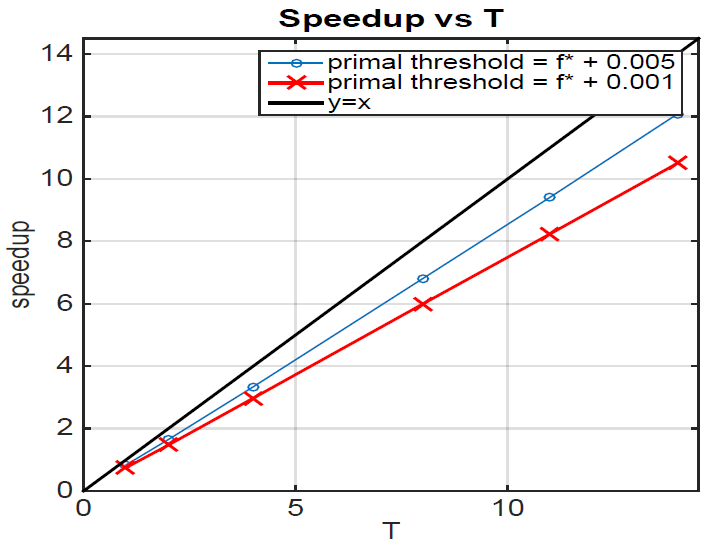 Speedup vs T
primal threshold = f* + 0.005
primal threshold = f* + 0.001
y=x
14
12
10
8
6
4
2
0
speedup
0 5 10
T